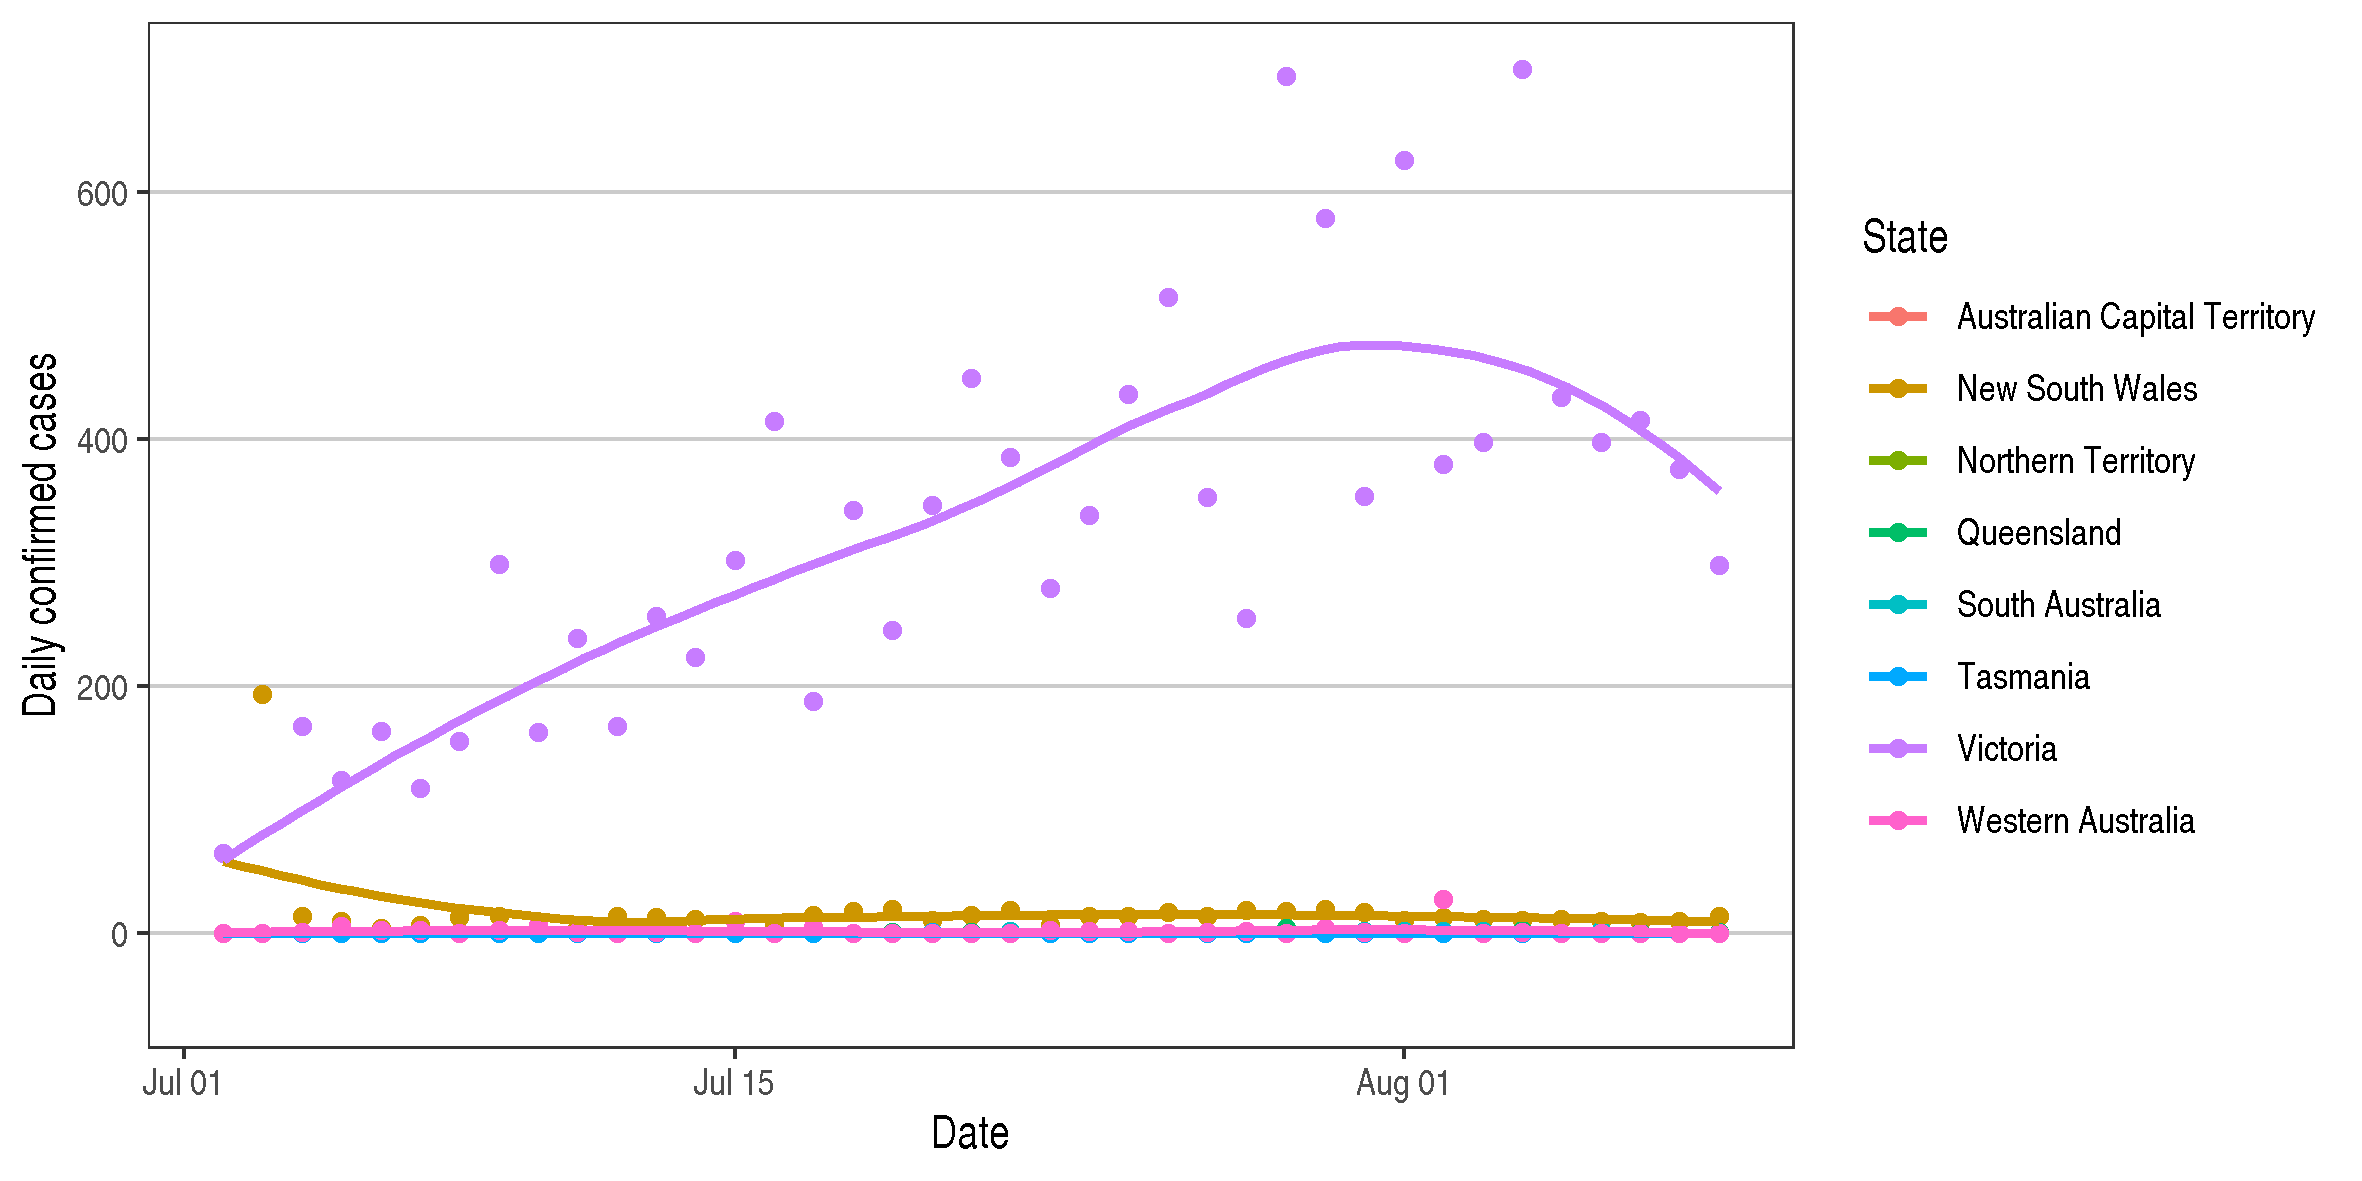 Daily confirmed cases
600
400
200
0
Jul 01
Jul 15
Aug 01
Date
State
Australian Capital Territory
New South Wales
Northern Territory
Queensland
South Australia
Tasmania
Victoria
Western Australia